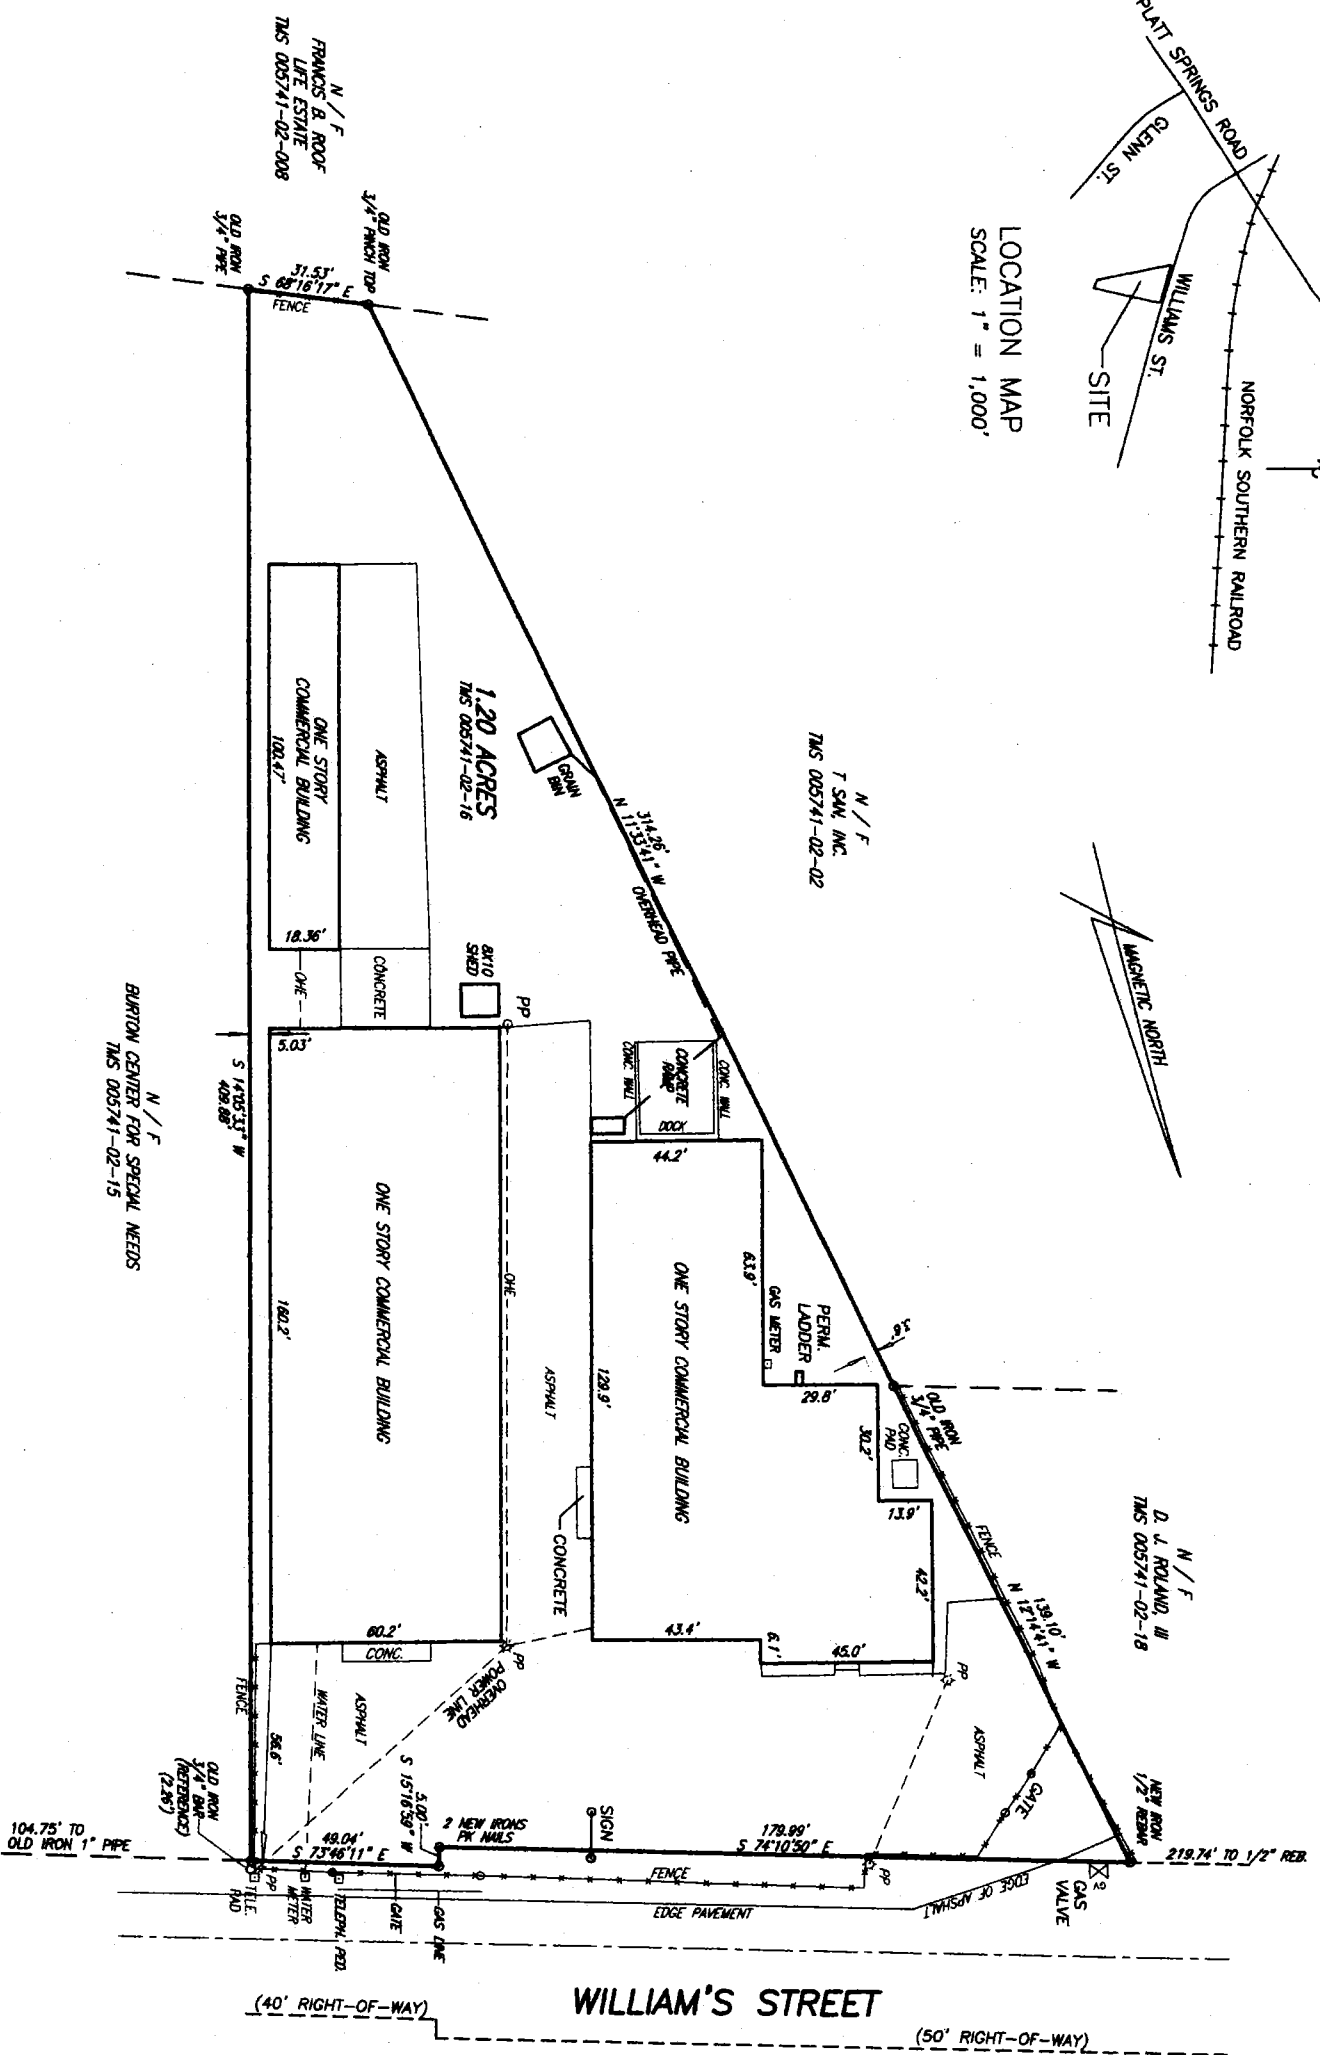 PLATT SPRINGS ROAD
GLENN ST.
WILLIAMS ST.
SITE
NORFOLK SOUTHERN RAILROAD
LOCATION MAP
SCALE: 1" = 1,000'
N/F
FRANCIS B. ROOF
LIFE ESTATE
TMS 005741-02-008
OLD IRON
3/4" PINCH TOP
OLD IRON
3/4" PIPE
31.53'
S 68°16'17" E
FENCE
N/F
T SAN, INC.
TMS 005741-02-02
MAGNETIC NORTH
1.20 ACRES
TMS 005741-02-16
GRAIN
BIN
314.26'
N 11°33'41" W
OVERHEAD PIPE
ASPHALT
ONE STORY
COMMERCIAL BUILDING
100.47'
18.36'
OHE
CONCRETE
8X10
SHED
PP
5.03'
CONC. WALL
CONCRETE
RAMP
CONC. WALL
DOCK
44.2'
63.9'
GAS METER
PERM.
LADDER
3.6'
29.8'
OLD IRON
3/4" PIPE
CONC.
PAD
30.2'
13.9'
FENCE
139.10'
N 12°14'41" W
42.2'
N/F
D. J. ROLAND, III
TMS 005741-02-18
N/F
BURTON CENTER FOR SPECIAL NEEDS
TMS 005741-02-15
S 14°05'33" W
409.88'
ONE STORY COMMERCIAL BUILDING
160.2'
OHE
ASPHALT
129.9'
ONE STORY COMMERCIAL BUILDING
CONCRETE
60.2'
CONC.
43.4'
6.1'
45.0'
PP
PP
OVERHEAD
POWER LINE
FENCE
WATER LINE
ASPHALT
56.6'
ASPHALT
GATE
NEW IRON
1/2" REBAR
OLD IRON
3/4" BAR
(REFERENCE)
(2.26')
5.00'
S 15°16'59" W
2 NEW IRONS
PK NAILS
SIGN
179.99'
S 74°10'50" E
104.75' TO
OLD IRON 1" PIPE
49.04'
S 73°46'11" E
219.74' TO 1/2" REB.
FENCE
PP
GV
GAS
VALVE
EDGE OF APSHALT
TELE.
PAD
PP
WATER
METER
TELEPH. PED.
GATE
GAS LINE
EDGE PAVEMENT
WILLIAM'S STREET
(40' RIGHT-OF-WAY)
(50' RIGHT-OF-WAY)